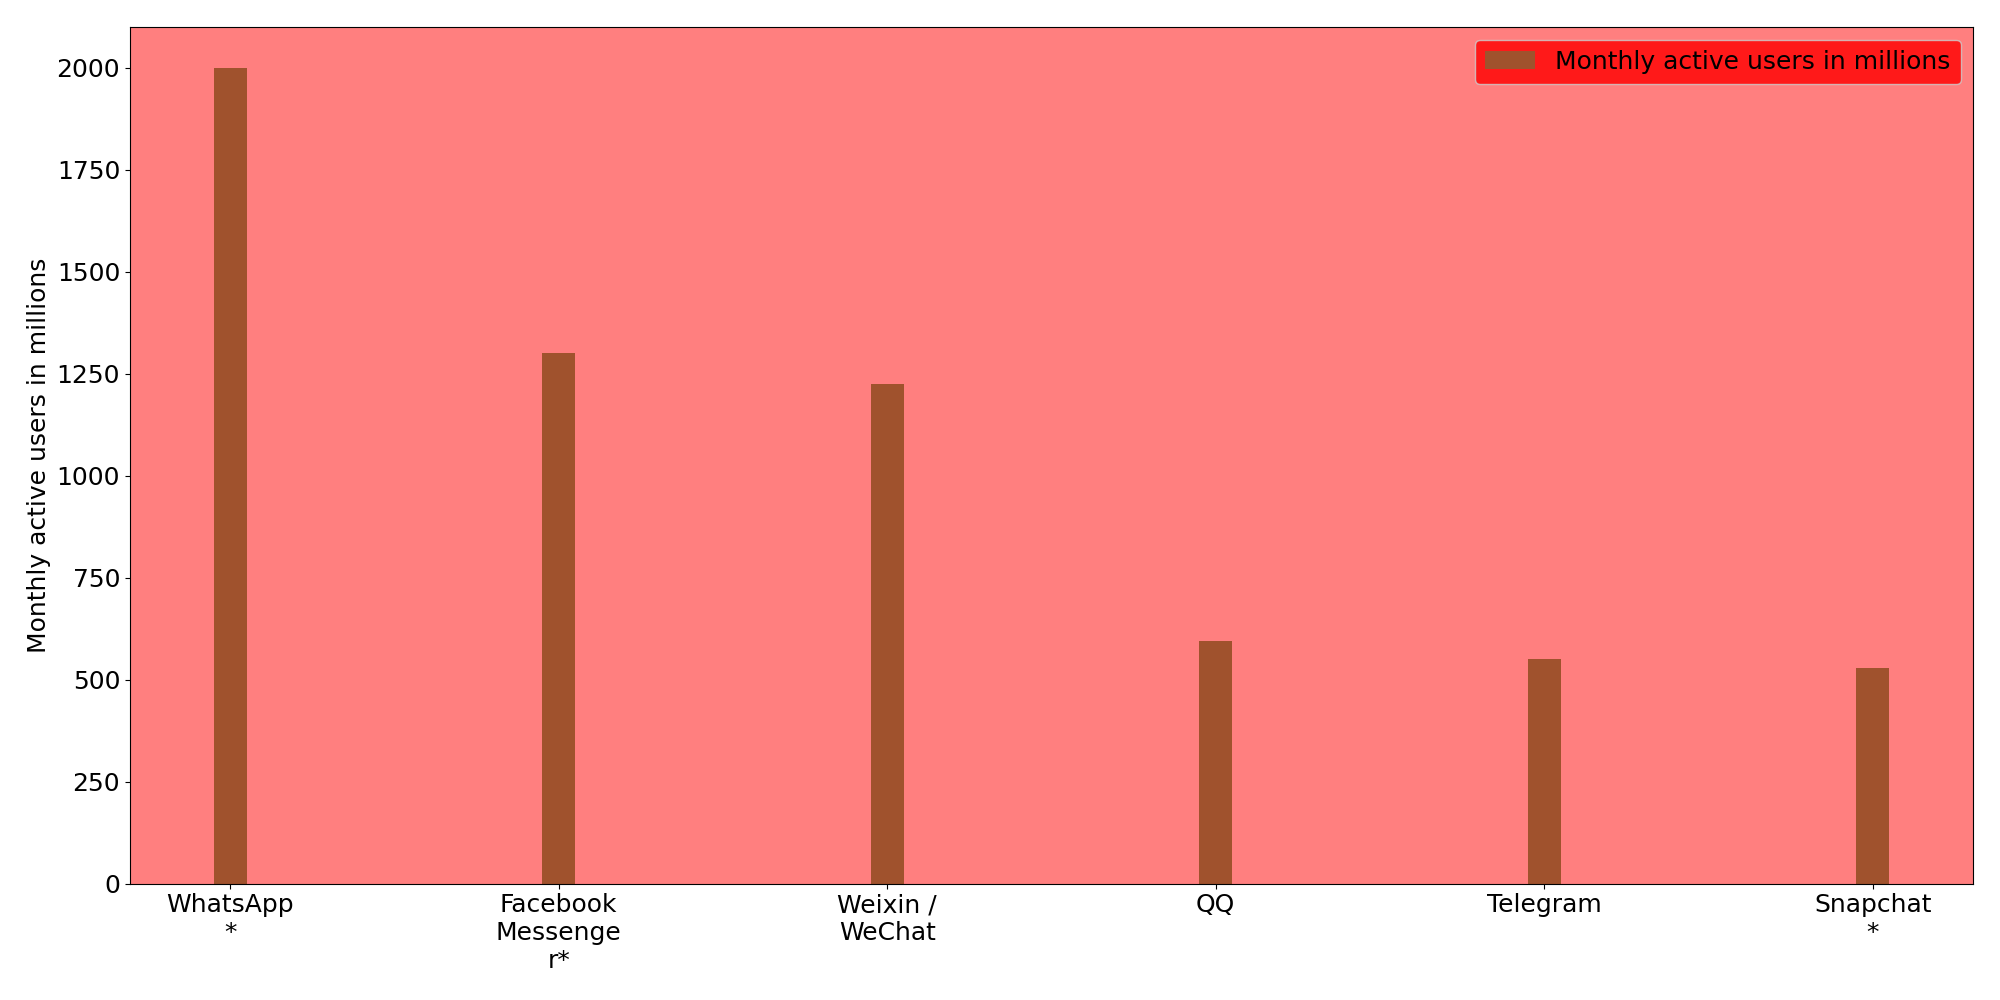 Monthly active users in millions
Monthly active users in millions
2000
1750
1500
1250
1000
750
500
250
0
WhatsApp
*
Facebook
Messenge
r*
Weixin /
WeChat
QQ
Telegram
Snapchat
*